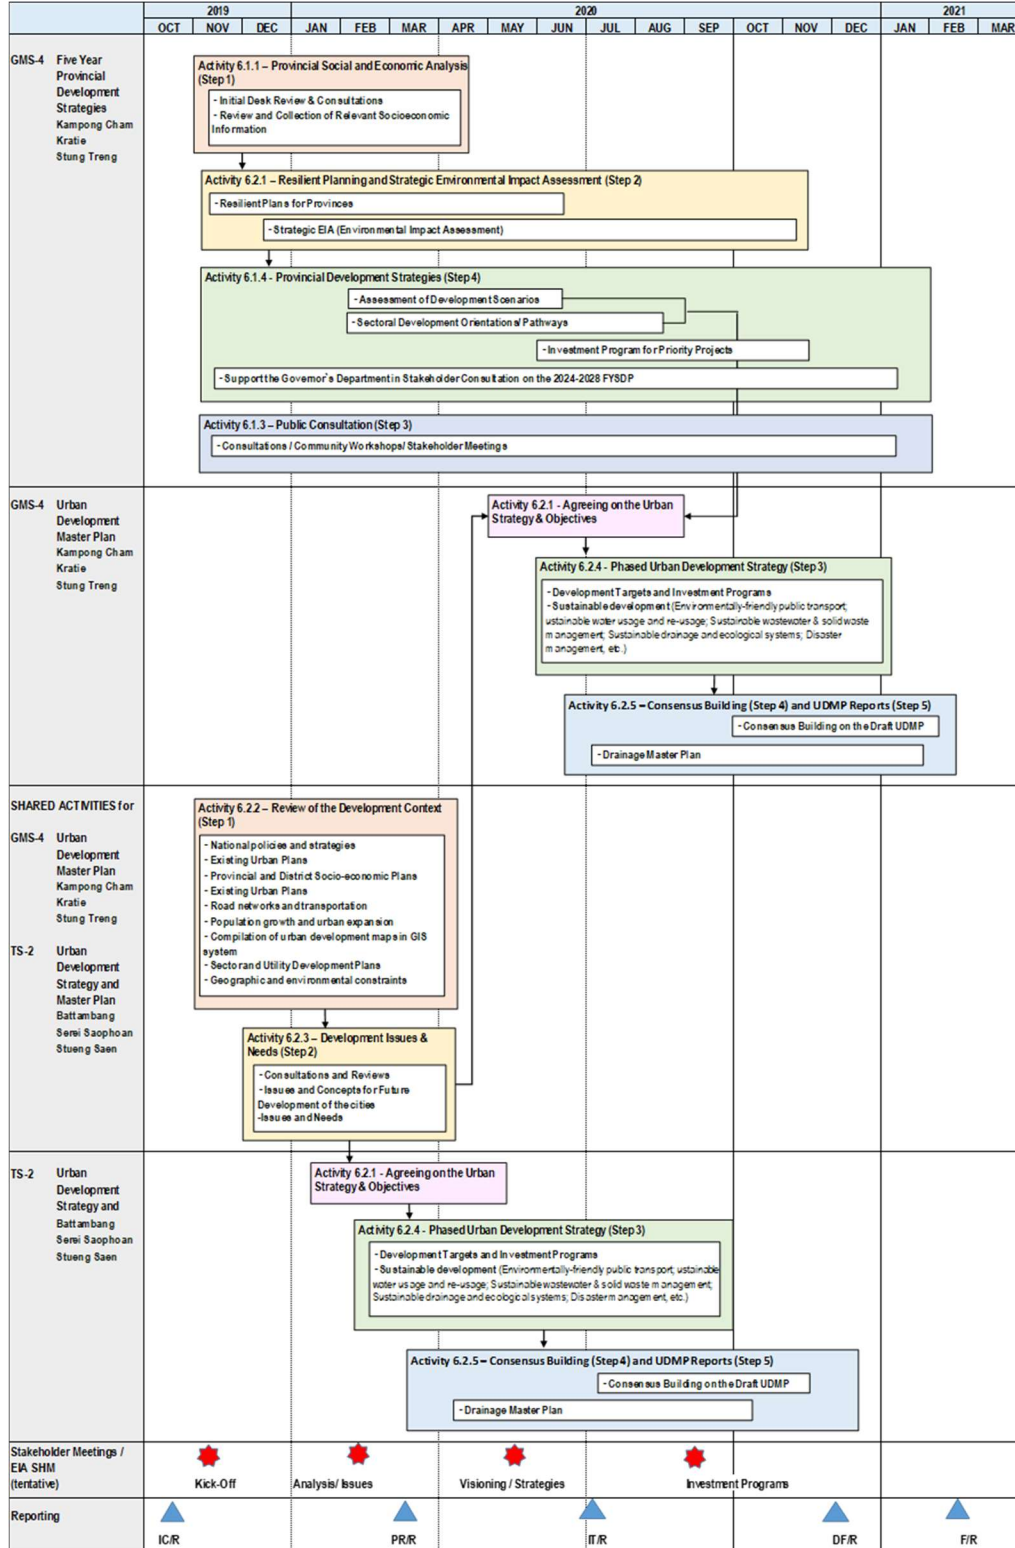 2019 2020 2021
OCT NOV DEC JAN FEB MAR APR MAY JUN JUL AUG SEP OCT NOV DEC JAN FEB MAR
GMS-4 Five Year
Provincial
Development
Strategies
Kampong Cham
Kratie
Stung Treng
Activity 6.1.1 – Provincial Social and Economic Analysis
(Step 1)
- Initial Desk Review & Consultations
- Review and Collection of Relevant Socioeconomic
Information
Activity 6.2.1 – Resilient Planning and Strategic Environmental Impact Assessment (Step 2)
- Resilient Plans for Provinces
- Strategic EIA (Environmental Impact Assessment)
Activity 6.1.4 - Provincial Development Strategies (Step 4)
- Assessment of Development Scenarios
- Sectoral Development Orientations/ Pathways
- Investment Program for Priority Projects
- Support the Governor's Department in Stakeholder Consultation on the 2024-2028 FYSDP
Activity 6.1.3 – Public Consultation (Step 3)
- Consultations / Community Workshops/ Stakeholder Meetings
GMS-4 Urban
Development
Master Plan
Kampong Cham
Kratie
Stung Treng
Activity 6.2.1 - Agreeing on the Urban
Strategy & Objectives
Activity 6.2.4 - Phased Urban Development Strategy (Step 3)
- Development Targets and Investment Programs
- Sustainable development (Environmentally-friendly public transport;
ustainable water usage and re-usage; Sustainable wastewater & solid waste
management; Sustainable drainage and ecological systems; Disaster
management, etc.)
Activity 6.2.5 – Consensus Building (Step 4) and UDMP Reports (Step 5)
- Consensus Building on the Draft UDMP
- Drainage Master Plan
SHARED ACTIVITIES for
GMS-4 Urban
Development
Master Plan
Kampong Cham
Kratie
Stung Treng
TS-2 Urban
Development
Strategy and
Master Plan
Battambang
Serei Saophoan
Stueng Saen
Activity 6.2.2 – Review of the Development Context
(Step 1)
- National policies and strategies
- Existing Urban Plans
- Provincial and District Socio-economic Plans
- Existing Urban Plans
- Road networks and transportation
- Population growth and urban expansion
- Compilation of urban development maps in GIS
system
- Sector and Utility Development Plans
- Geographic and environmental constraints
Activity 6.2.3 – Development Issues &
Needs (Step 2)
- Consultations and Reviews
- Issues and Concepts for Future
Development of the cities
-Issues and Needs
TS-2 Urban
Development
Strategy and
Battambang
Serei Saophoan
Stueng Saen
Activity 6.2.1 - Agreeing on the Urban
Strategy & Objectives
Activity 6.2.4 - Phased Urban Development Strategy (Step 3)
- Development Targets and Investment Programs
- Sustainable development (Environmentally-friendly public transport; ustainable
water usage and re-usage; Sustainable wastewater & solid waste management;
Sustainable drainage and ecological systems; Disaster management, etc.)
Activity 6.2.5 – Consensus Building (Step 4) and UDMP Reports (Step 5)
- Consensus Building on the Draft UDMP
- Drainage Master Plan
Stakeholder Meetings /
EIA SHM
(tentative)
Kick-Off Analysis/ Issues Visioning / Strategies Investment Programs
Reporting
IC/R PR/R IT/R DF/R F/R